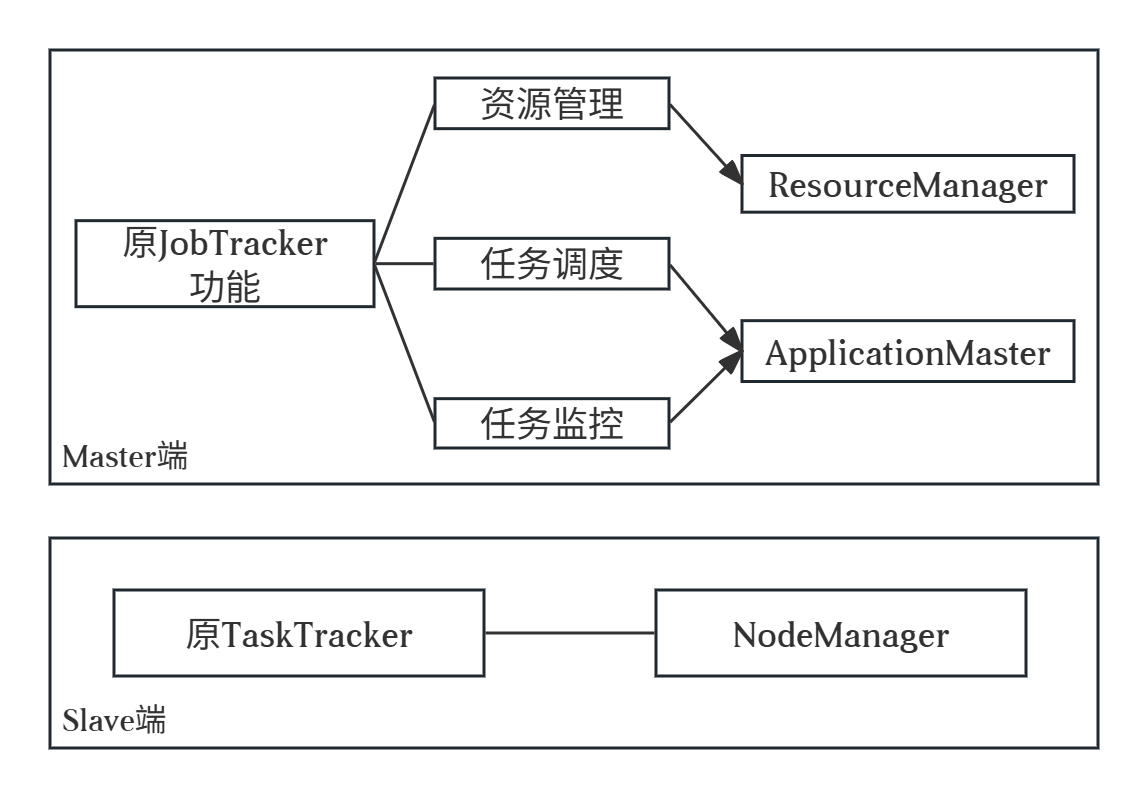 资源管理
ResourceManager
原JobTracker
功能
任务调度
ApplicationMaster
任务监控
Master端
原TaskTracker
NodeManager
Slave端